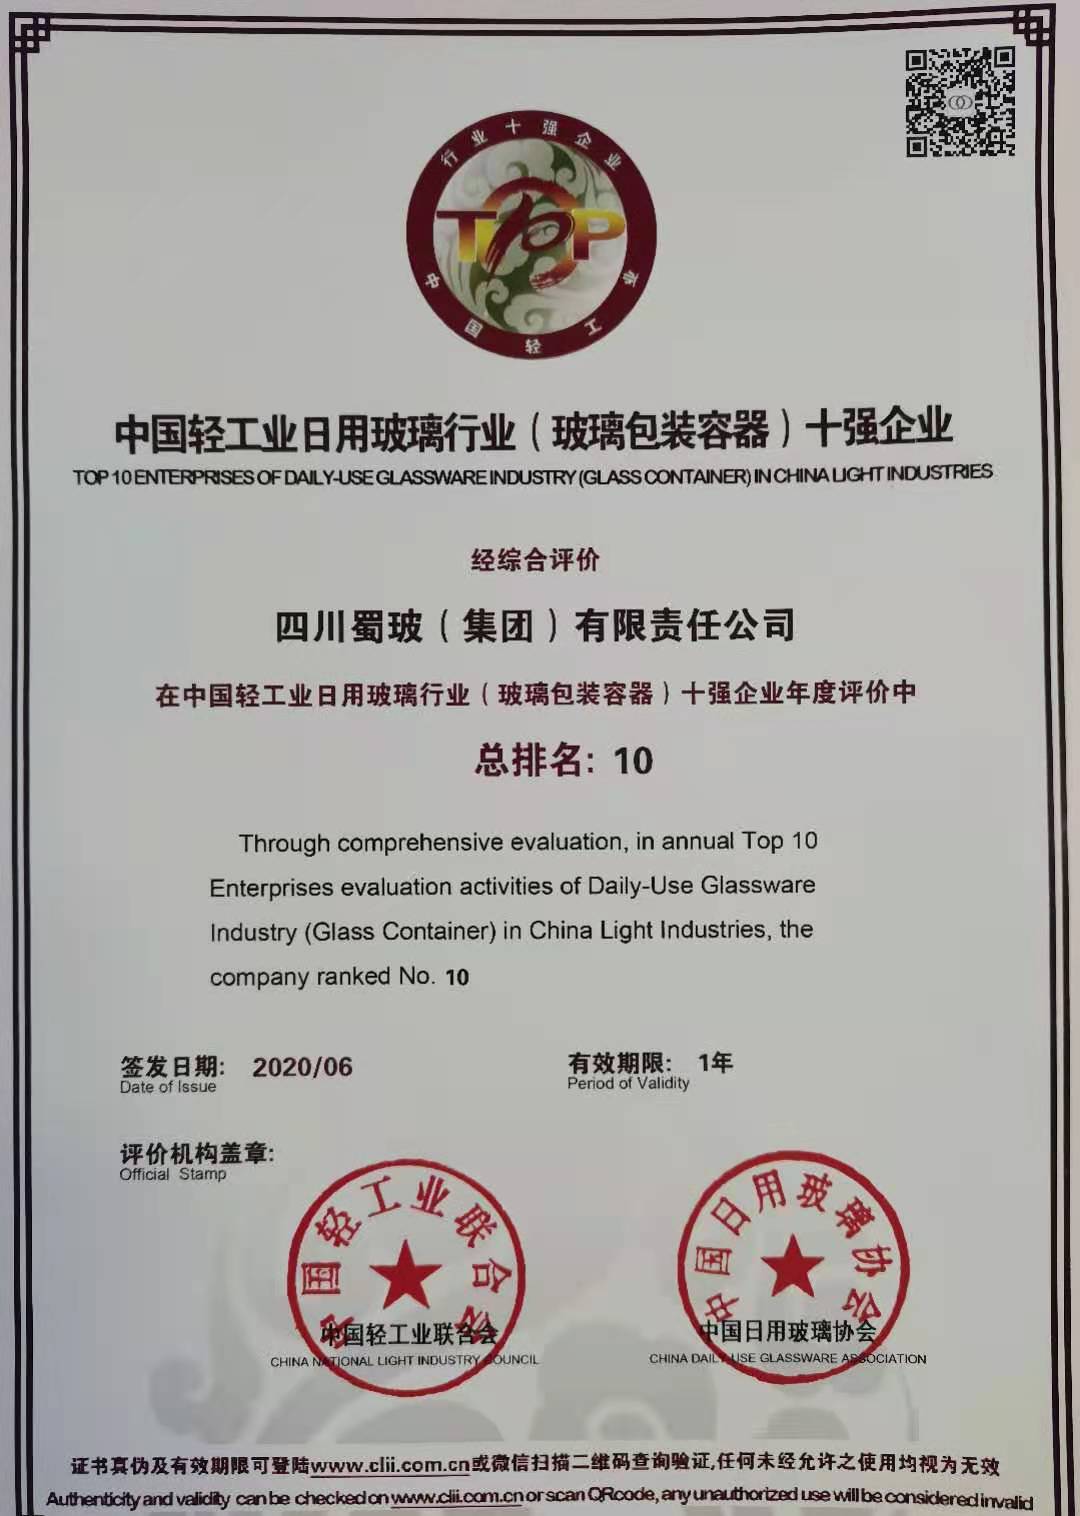 行业十强企业
TOP
10
中国轻工业
中国轻工业日用玻璃行业（玻璃包装容器）十强企业
TOP 10 ENTERPRISES OF DAILY-USE GLASSWARE INDUSTRY (GLASS CONTAINER) IN CHINA LIGHT INDUSTRIES
经综合评价
四川蜀玻（集团）有限责任公司
在中国轻工业日用玻璃行业（玻璃包装容器）十强企业年度评价中
总排名: 10
Through comprehensive evaluation, in annual Top 10
Enterprises evaluation activities of Daily-Use Glassware
Industry (Glass Container) in China Light Industries, the
company ranked No. 10
签发日期: 2020/06 有效期限: 1年
Date of Issue Period of Validity
评价机构盖章:
Official Stamp
中国轻工业联合会 中国日用玻璃协会
中国轻工业联合会 中国日用玻璃协会
CHINA NATIONAL LIGHT INDUSTRY COUNCIL CHINA DAILY-USE GLASSWARE ASSOCIATION
证书真伪及有效期限可登陆www.clii.com.cn或微信扫描二维码查询验证,任何未经允许之使用均视为无效
Authenticity and validity can be checked on www.clii.com.cn or scan QRcode, any unauthorized use will be considered invalid